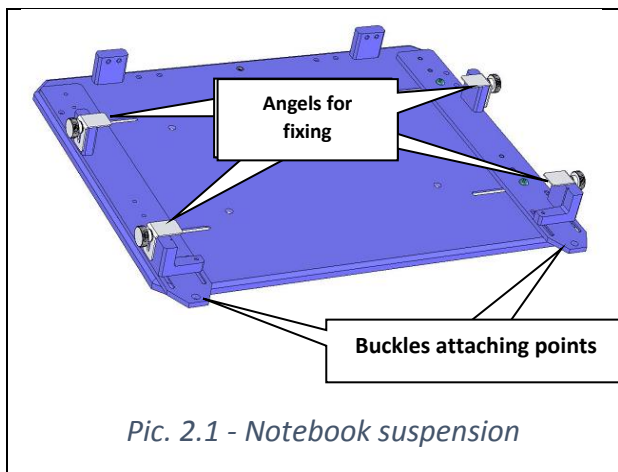 Angels for
fixing
Buckles attaching points
Pic. 2.1 - Notebook suspension